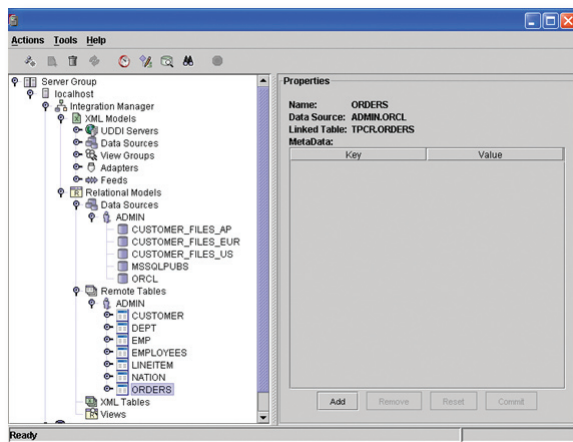 Actions Tools Help
Server Group
localhost
Integration Manager
XML Models
UDDI Servers
Data Sources
View Groups
Adapters
Feeds
Relational Models
Data Sources
ADMIN
CUSTOMER_FILES_AP
CUSTOMER_FILES_EUR
CUSTOMER_FILES_US
MSSQLPUBS
ORCL
Remote Tables
ADMIN
CUSTOMER
DEPT
EMP
EMPLOYEES
LINEITEM
NATION
ORDERS
XML Tables
Views
Properties
Name: ORDERS
Data Source: ADMIN.ORCL
Linked Table: TPCR.ORDERS
MetaData:
Key Value
Add Remove Reset Commit
Ready